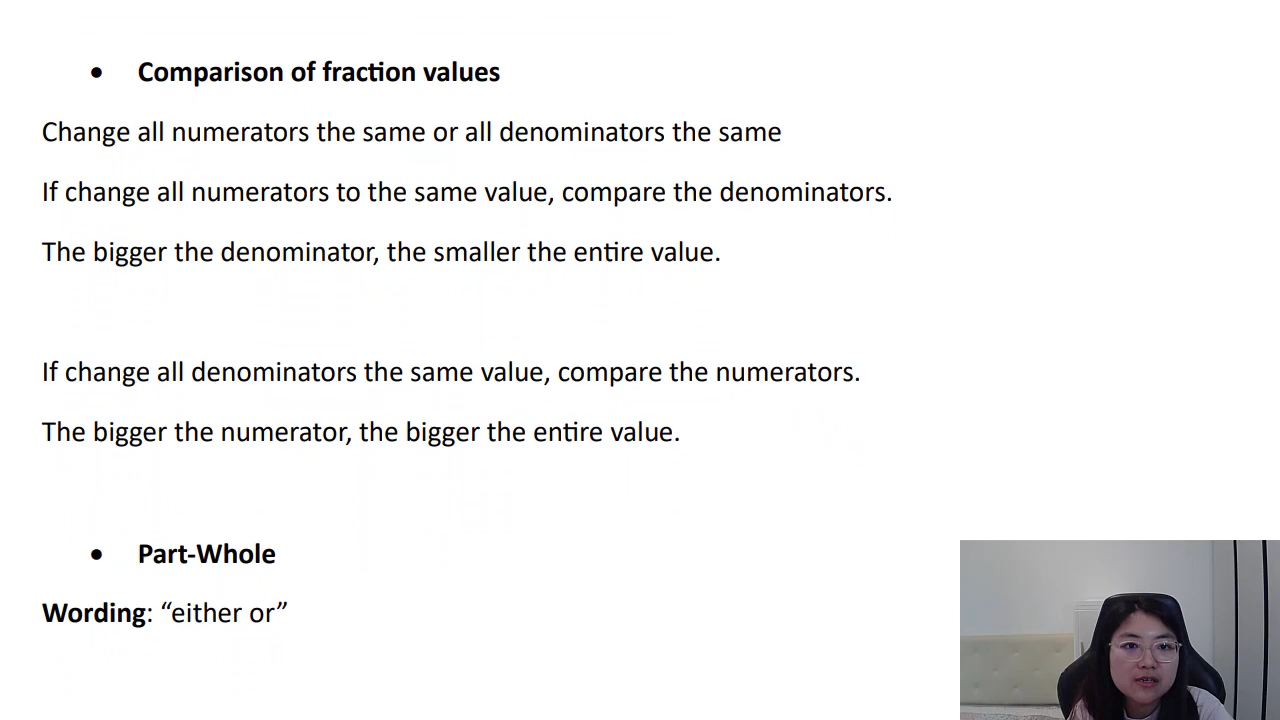 • Comparison of fraction values
Change all numerators the same or all denominators the same
If change all numerators to the same value, compare the denominators.
The bigger the denominator, the smaller the entire value.
If change all denominators the same value, compare the numerators.
The bigger the numerator, the bigger the entire value.
• Part-Whole
Wording: “either or”